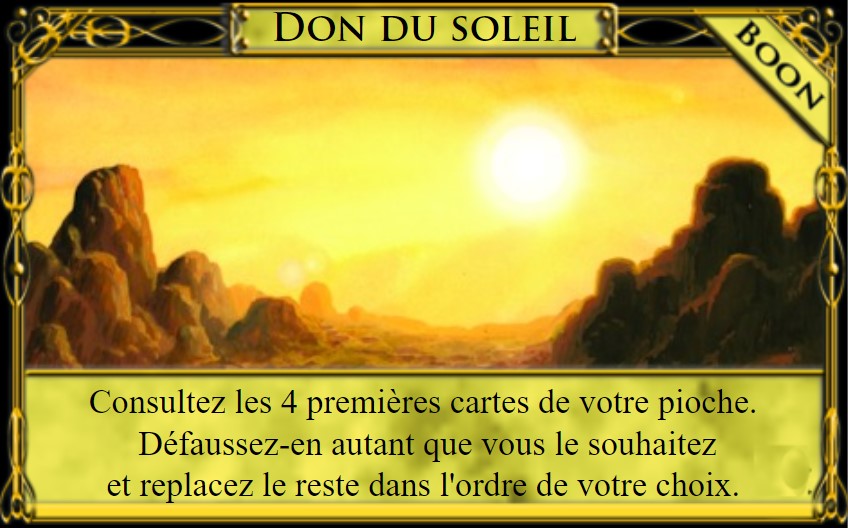 DON DU SOLEIL
BOON
Consultez les 4 premières cartes de votre pioche.
Défaussez-en autant que vous le souhaitez
et replacez le reste dans l'ordre de votre choix.